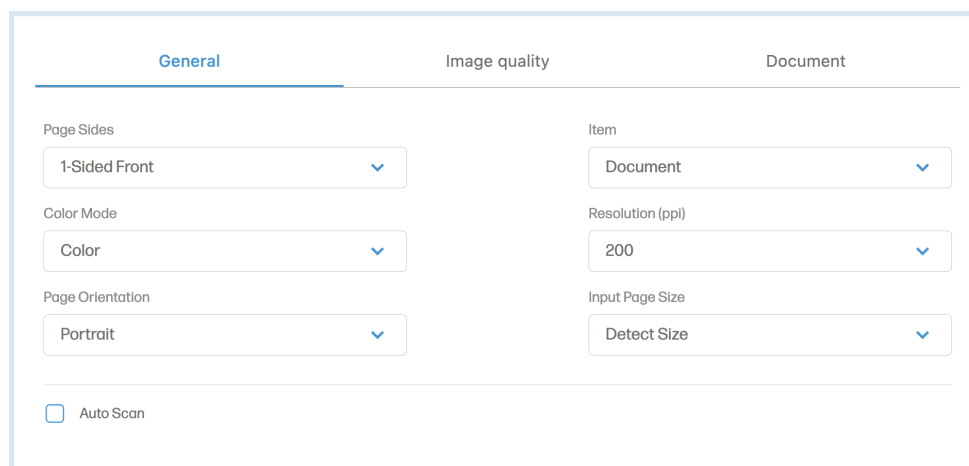 General Image quality Document
Page Sides Item
1-Sided Front Document
Color Mode Resolution (ppi)
Color 200
Page Orientation Input Page Size
Portrait Detect Size
Auto Scan